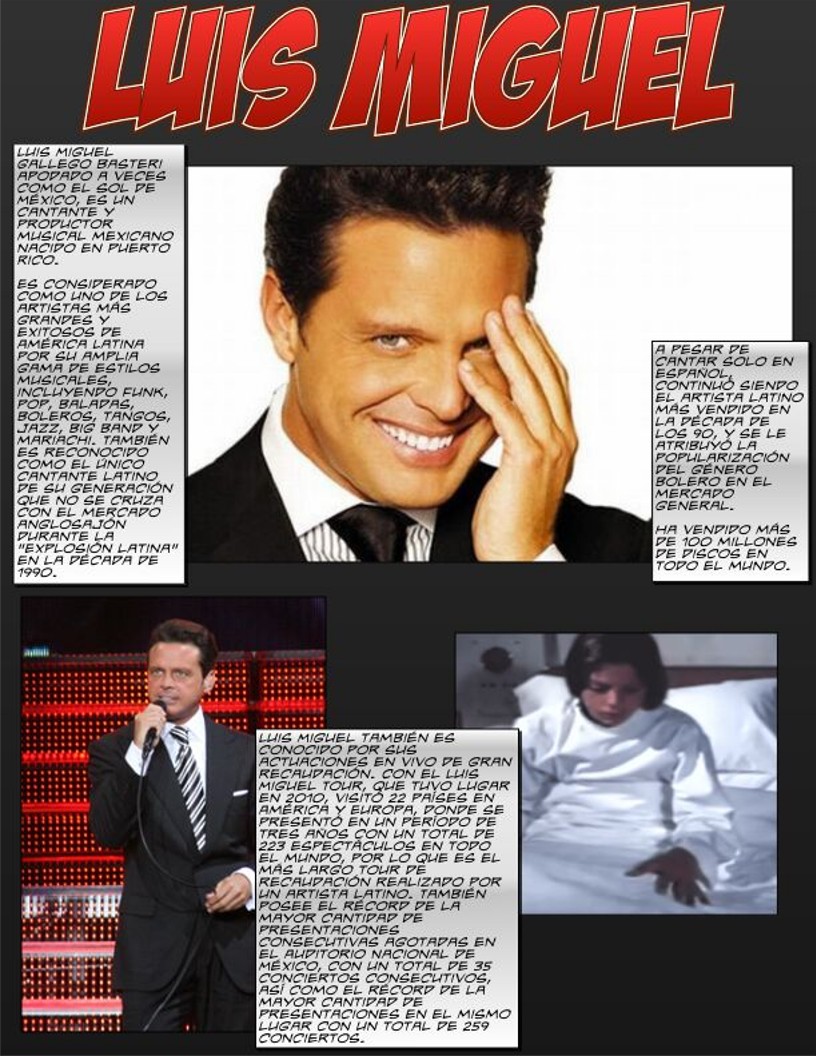 LUIS MIGUEL
LUIS MIGUEL
GALLEGO BASTERI
APODADO A VECES
COMO EL SOL DE
MÉXICO, ES UN
CANTANTE Y
PRODUCTOR
MUSICAL MEXICANO
NACIDO EN PUERTO
RICO.
ES CONSIDERADO
COMO UNO DE LOS
ARTISTAS MÁS
GRANDES Y
EXITOSOS DE
AMÉRICA LATINA
POR SU AMPLIA
GAMA DE ESTILOS
MUSICALES,
INCLUYENDO FUNK,
POP, BALADAS,
BOLEROS, TANGOS,
JAZZ, BIG BAND Y
MARIACHI. TAMBIÉN
ES RECONOCIDO
COMO EL ÚNICO
CANTANTE LATINO
DE SU GENERACIÓN
QUE NO SE CRUZA
CON EL MERCADO
ANGLOSAJÓN
DURANTE LA
"EXPLOSIÓN LATINA"
EN LA DÉCADA DE
1990.
A PESAR DE
CANTAR SOLO EN
ESPAÑOL,
CONTINUÓ SIENDO
EL ARTISTA LATINO
MÁS VENDIDO EN
LA DÉCADA DE
LOS 90, Y SE LE
ATRIBUYÓ LA
POPULARIZACIÓN
DEL GÉNERO
BOLERO EN EL
MERCADO
GENERAL.
HA VENDIDO MÁS
DE 100 MILLONES
DE DISCOS EN
TODO EL MUNDO.
LUIS MIGUEL TAMBIÉN ES
CONOCIDO POR SUS
ACTUACIONES EN VIVO DE GRAN
RECAUDACIÓN. CON EL LUIS
MIGUEL TOUR, QUE TUVO LUGAR
EN 2010, VISITÓ 22 PAÍSES EN
AMÉRICA Y EUROPA, DONDE SE
PRESENTÓ EN UN PERÍODO DE
TRES AÑOS CON UN TOTAL DE
223 ESPECTÁCULOS EN TODO
EL MUNDO, POR LO QUE ES EL
MÁS LARGO TOUR DE
RECAUDACIÓN REALIZADO POR
UN ARTISTA LATINO. TAMBIÉN
POSEE EL RÉCORD DE LA
MAYOR CANTIDAD DE
PRESENTACIONES
CONSECUTIVAS AGOTADAS EN
EL AUDITORIO NACIONAL DE
MÉXICO, CON UN TOTAL DE 35
CONCIERTOS CONSECUTIVOS,
ASÍ COMO EL RÉCORD DE LA
MAYOR CANTIDAD DE
PRESENTACIONES EN EL MISMO
LUGAR CON UN TOTAL DE 259
CONCIERTOS.